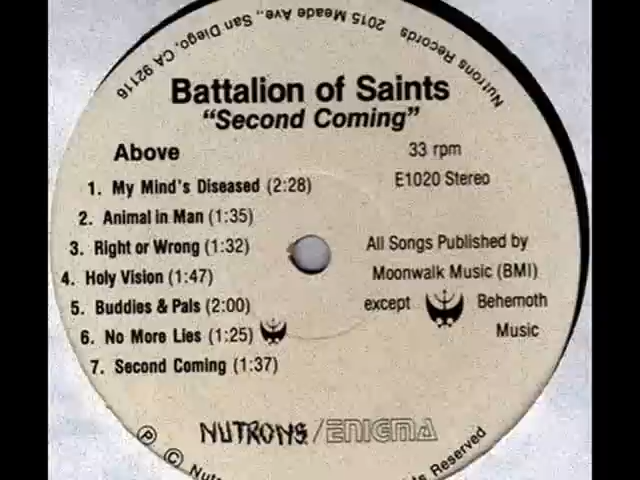 Nutrons Records 2015 Meade Ave., San Diego, CA 92116
Battalion of Saints
“Second Coming”
Above
33 rpm
E1020 Stereo
1. My Mind's Diseased (2:28)
2. Animal in Man (1:35)
3. Right or Wrong (1:32)
4. Holy Vision (1:47)
5. Buddies & Pals (2:00)
6. No More Lies (1:25)
7. Second Coming (1:37)
All Songs Published by
Moonwalk Music (BMI)
except Behemoth
Music
NUTRONS/ENIGMA
Ⓟ © Reserved